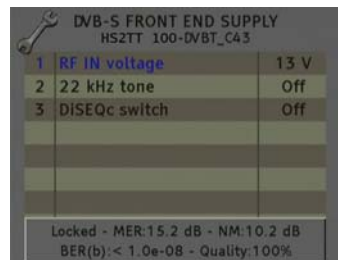 DVB-S FRONT END SUPPLY
HS2TT 100-DVBT_C43
1 RF IN voltage 13 V
2 22 kHz tone Off
3 DiSEQc switch Off
Locked - MER:15.2 dB - NM:10.2 dB
BER(b):< 1.0e-08 - Quality:100%